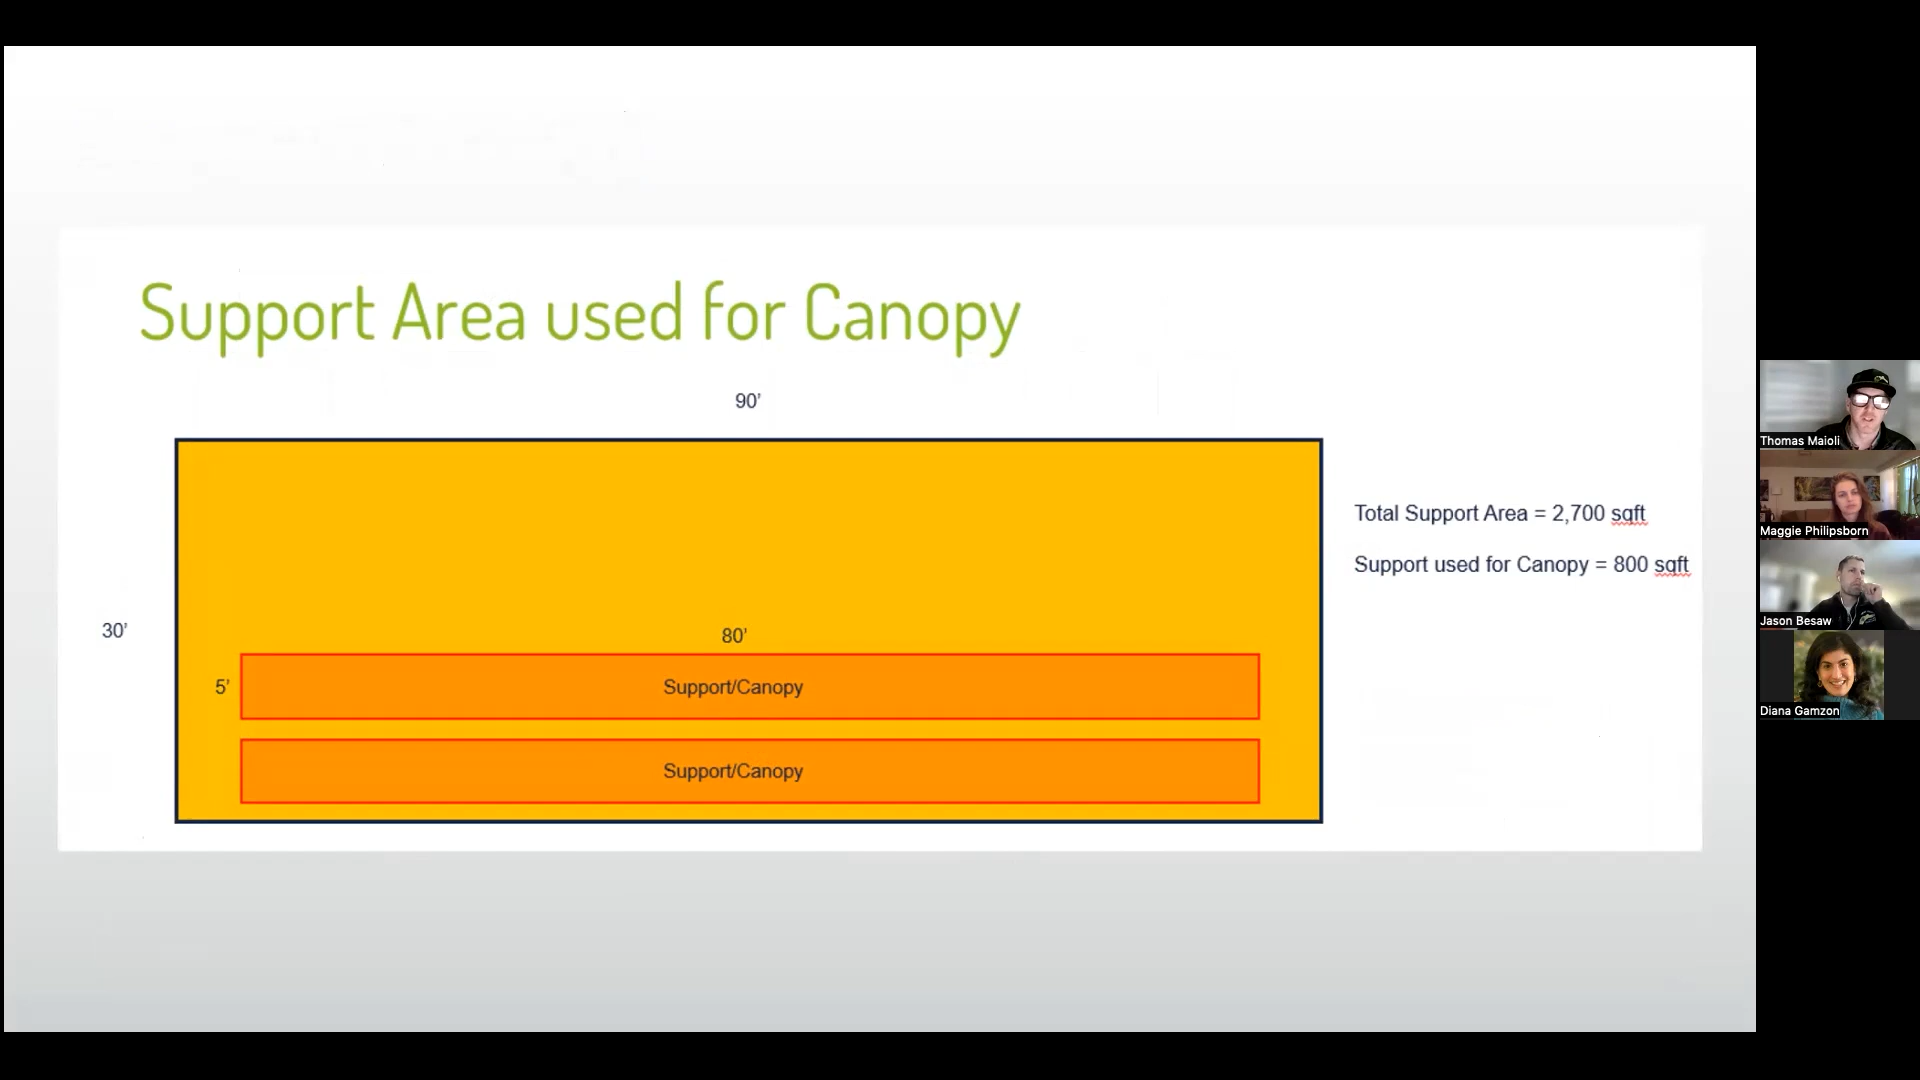 Support Area used for Canopy
90’
Total Support Area = 2,700 sqft
Support used for Canopy = 800 sqft
30’
80’
5’
Support/Canopy
Support/Canopy
Thomas Maioli
Maggie Philipsborn
Jason Besaw
Diana Gamzon